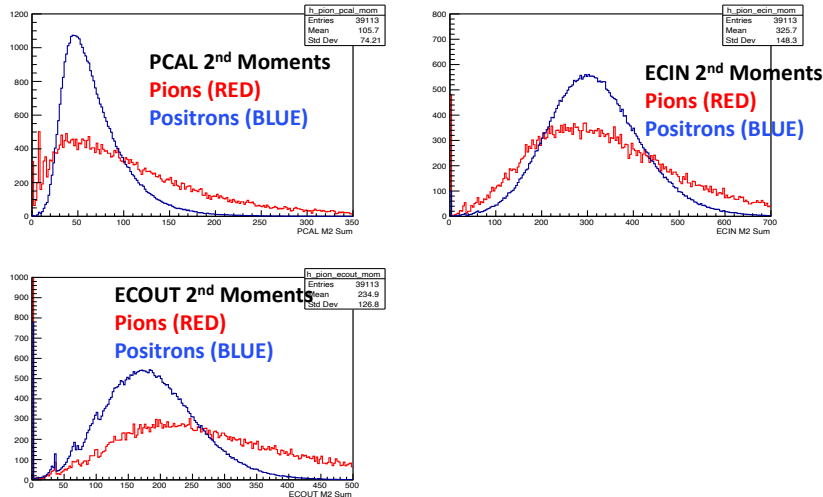 h_pion_pcal_mom
Entries 39113
Mean 105.7
Std Dev 74.21
PCAL 2nd Moments
Pions (RED)
Positrons (BLUE)
1200
1000
800
600
400
200
0
0 50 100 150 200 250 300 350
PCAL M2 Sum
h_pion_ecin_mom
Entries 39113
Mean 325.7
Std Dev 148.3
ECIN 2nd Moments
Pions (RED)
Positrons (BLUE)
800
700
600
500
400
300
200
100
0
0 100 200 300 400 500 600 700
ECIN M2 Sum
h_pion_ecout_mom
Entries 39113
Mean 234.9
Std Dev 126.8
ECOUT 2nd Moments
Pions (RED)
Positrons (BLUE)
1000
900
800
700
600
500
400
300
200
100
0
0 50 100 150 200 250 300 350 400 450 500
ECOUT M2 Sum